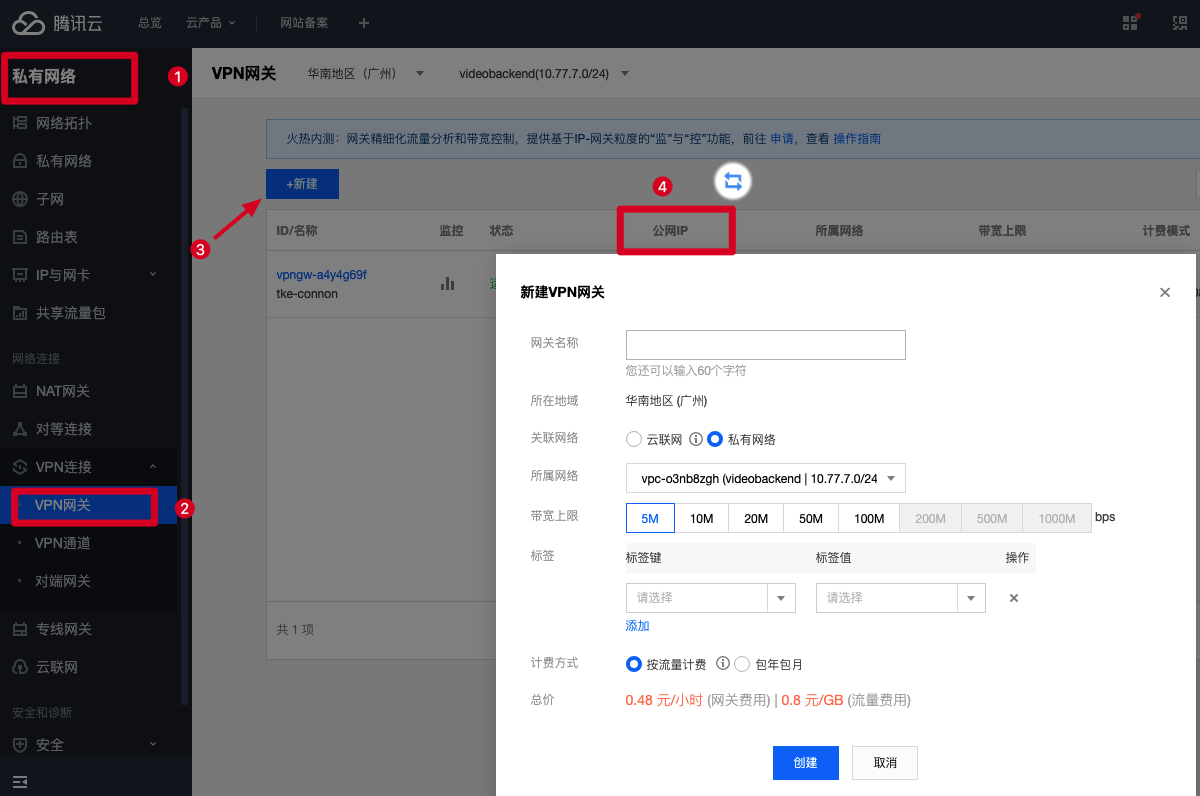 腾讯云 总览 云产品 网站备案
私有网络 1 VPN网关 华南地区（广州） videobackend(10.77.7.0/24)
网络拓扑
火热内测：网关精细化流量分析和带宽控制，提供基于IP-网关粒度的“监”与“控”功能，前往 申请，查看 操作指南
私有网络
+新建
4
子网
路由表
3
ID/名称 监控 状态 公网IP 所属网络 带宽上限 计费模式
IP与网卡
vpngw-a4y4g69f
tke-connon
共享流量包
新建VPN网关
网络连接
网关名称
您还可以输入60个字符
NAT网关
所在地域 华南地区 (广州)
对等连接
关联网络 云联网 私有网络
VPN连接
所属网络 vpc-o3nb8zgh (videobackend | 10.77.7.0/24
VPN网关 2
带宽上限 5M 10M 20M 50M 100M 200M 500M 1000M bps
VPN通道
标签 标签键 标签值 操作
对端网关
请选择 请选择
添加
专线网关
共 1 项
云联网
计费方式 按流量计费 包年包月
总价 0.48 元/小时 (网关费用) | 0.8 元/GB (流量费用)
安全和诊断
安全
创建 取消